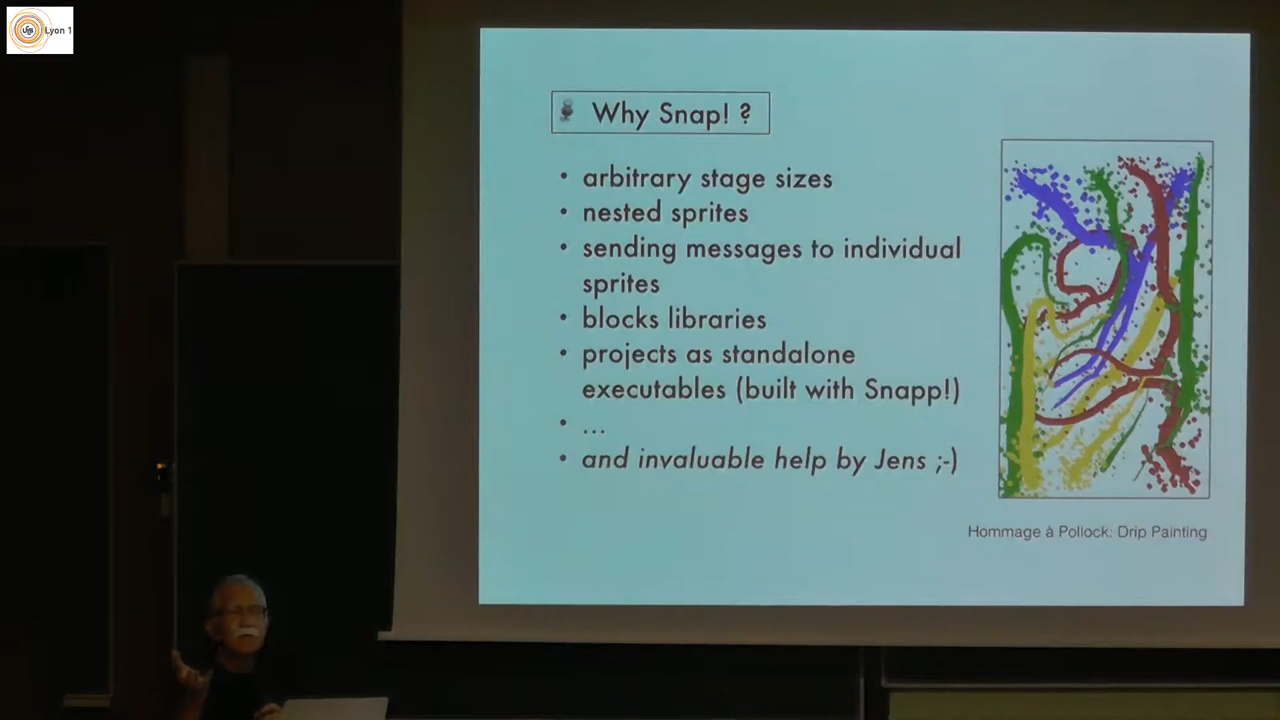 Lyon 1
Why Snap! ?
• arbitrary stage sizes
• nested sprites
• sending messages to individual
sprites
• blocks libraries
• projects as standalone
executables (built with Snapp!)
• ...
• and invaluable help by Jens ;-)
Hommage à Pollock: Drip Painting